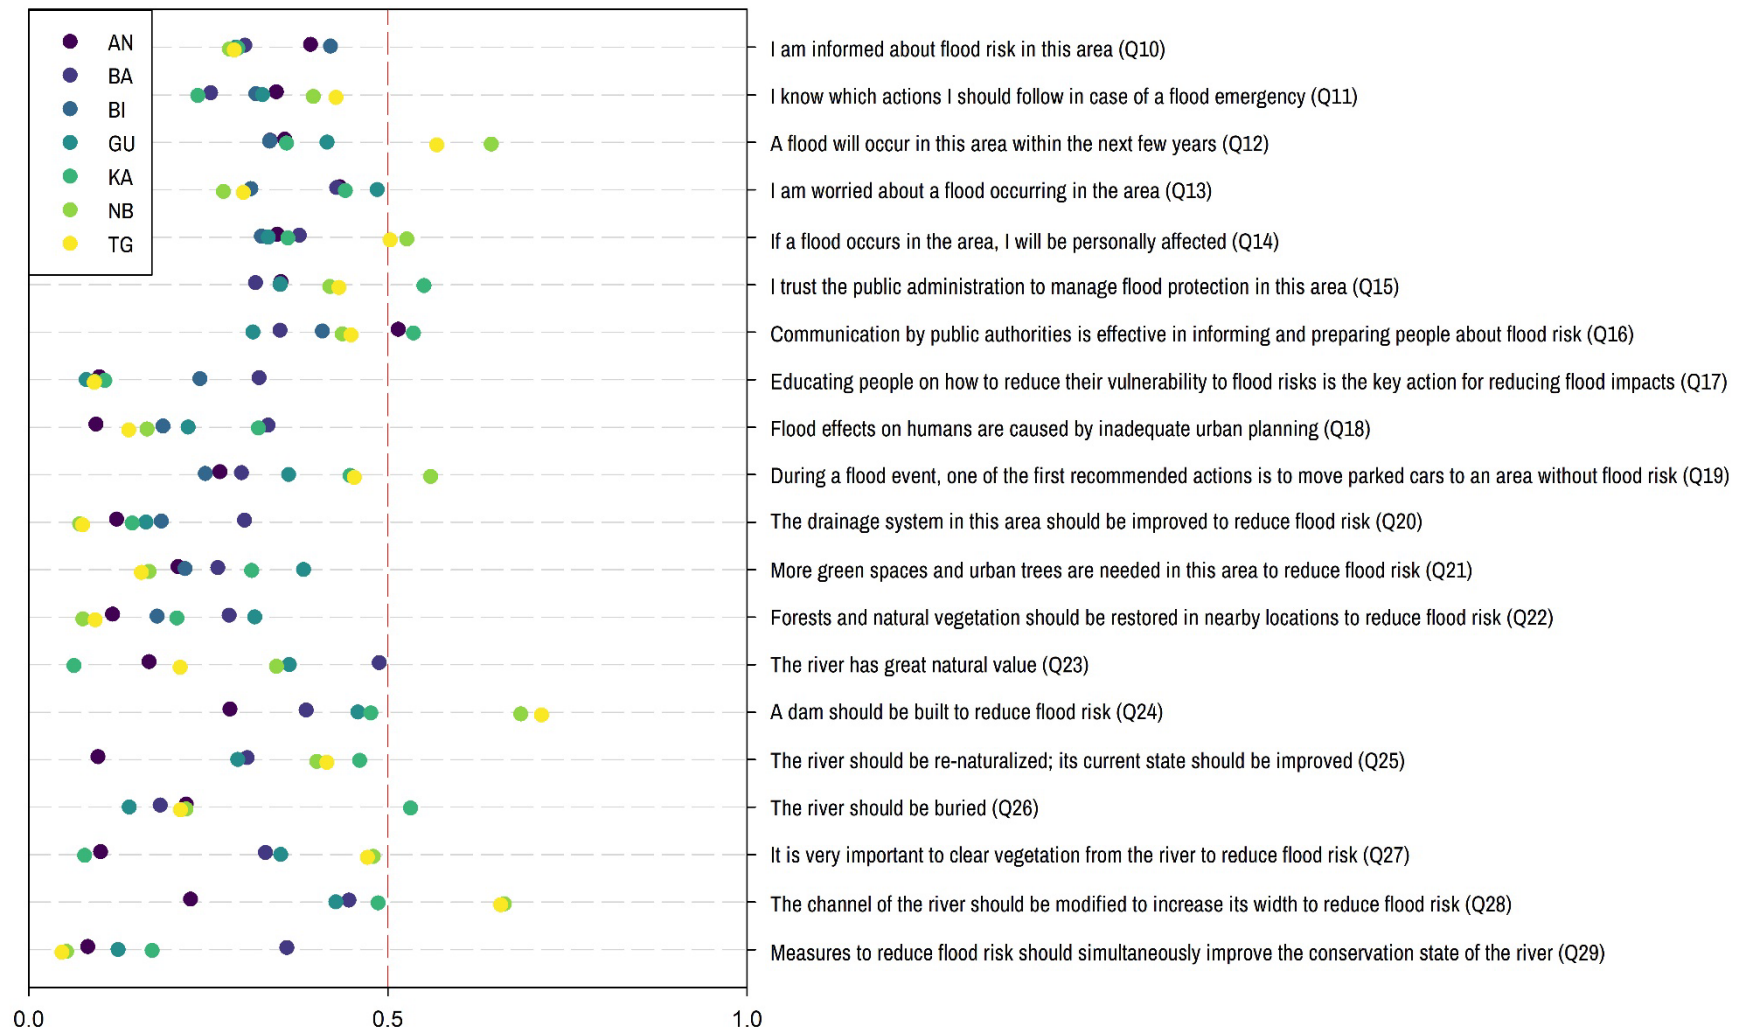 AN
BA
BI
GU
KA
NB
TG
I am informed about flood risk in this area (Q10)
I know which actions I should follow in case of a flood emergency (Q11)
A flood will occur in this area within the next few years (Q12)
I am worried about a flood occurring in the area (Q13)
If a flood occurs in the area, I will be personally affected (Q14)
I trust the public administration to manage flood protection in this area (Q15)
Communication by public authorities is effective in informing and preparing people about flood risk (Q16)
Educating people on how to reduce their vulnerability to flood risks is the key action for reducing flood impacts (Q17)
Flood effects on humans are caused by inadequate urban planning (Q18)
During a flood event, one of the first recommended actions is to move parked cars to an area without flood risk (Q19)
The drainage system in this area should be improved to reduce flood risk (Q20)
More green spaces and urban trees are needed in this area to reduce flood risk (Q21)
Forests and natural vegetation should be restored in nearby locations to reduce flood risk (Q22)
The river has great natural value (Q23)
A dam should be built to reduce flood risk (Q24)
The river should be re-naturalized; its current state should be improved (Q25)
The river should be buried (Q26)
It is very important to clear vegetation from the river to reduce flood risk (Q27)
The channel of the river should be modified to increase its width to reduce flood risk (Q28)
Measures to reduce flood risk should simultaneously improve the conservation state of the river (Q29)
0.0 0.5 1.0